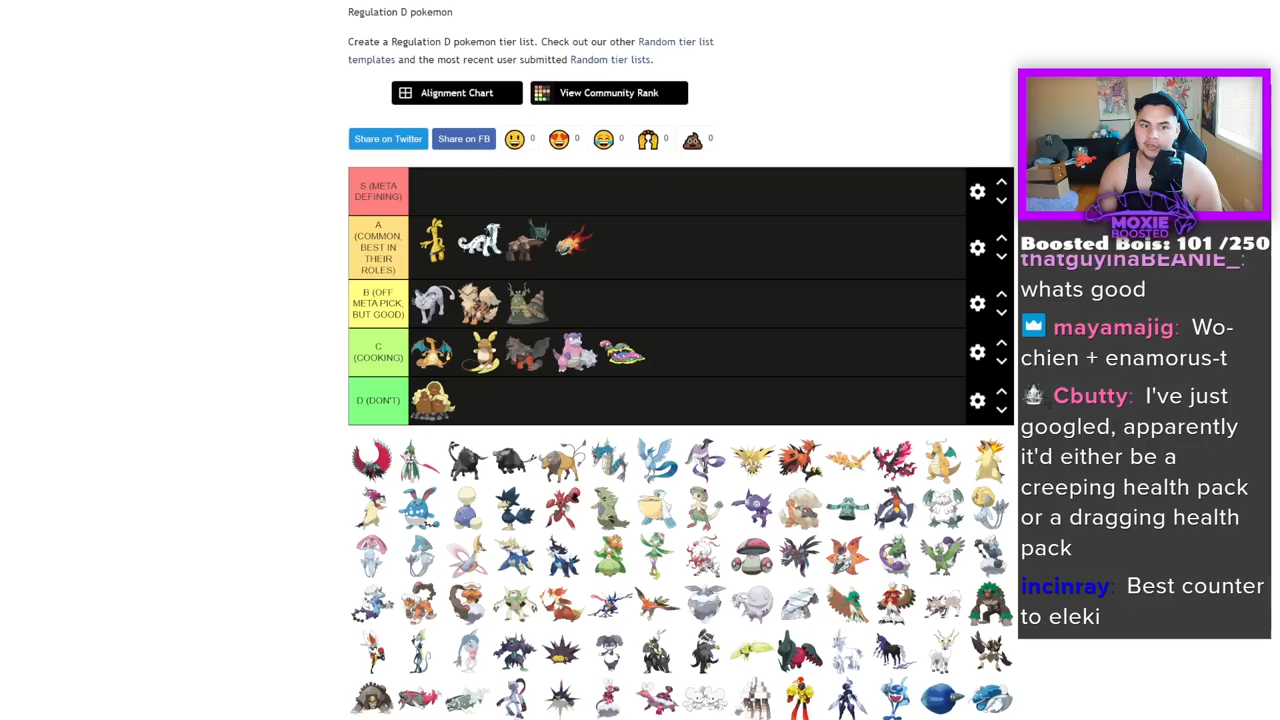 Regulation D pokemon
Create a Regulation D pokemon tier list. Check out our other Random tier list
templates and the most recent user submitted Random tier lists.
Alignment Chart
View Community Rank
Share on Twitter
Share on FB
0
0
0
0
0
S (META
DEFINING)
A
(COMMON,
BEST IN
THEIR
ROLES)
B (OFF
META PICK,
BUT GOOD)
C
(COOKING)
D (DON'T)
MOXIE
BOOSTED
Boosted Bois: 101 /250
thatguyinaBEANIE_:
whats good
mayamajig: Wo-
chien + enamorus-t
Cbutty: I've just
googled, apparently
it'd either be a
creeping health pack
or a dragging health
pack
incinray: Best counter
to eleki